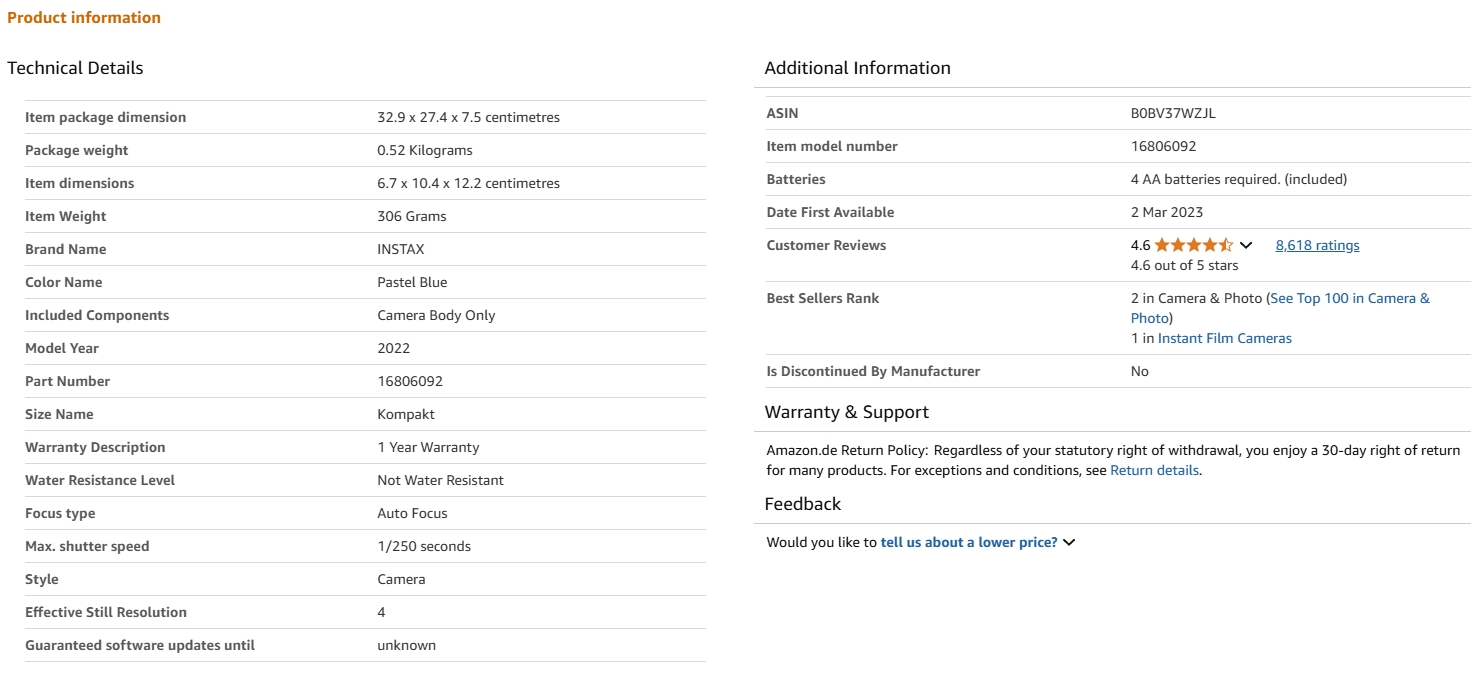 Product information
Technical Details
Item package dimension 32.9 x 27.4 x 7.5 centimetres
Package weight 0.52 Kilograms
Item dimensions 6.7 x 10.4 x 12.2 centimetres
Item Weight 306 Grams
Brand Name INSTAX
Color Name Pastel Blue
Included Components Camera Body Only
Model Year 2022
Part Number 16806092
Size Name Kompakt
Warranty Description 1 Year Warranty
Water Resistance Level Not Water Resistant
Focus type Auto Focus
Max. shutter speed 1/250 seconds
Style Camera
Effective Still Resolution 4
Guaranteed software updates until unknown
Additional Information
ASIN B0BV37WZJL
Item model number 16806092
Batteries 4 AA batteries required. (included)
Date First Available 2 Mar 2023
Customer Reviews 4.6 8,618 ratings
4.6 out of 5 stars
Best Sellers Rank 2 in Camera & Photo (See Top 100 in Camera &
Photo)
1 in Instant Film Cameras
Is Discontinued By Manufacturer No
Warranty & Support
Amazon.de Return Policy: Regardless of your statutory right of withdrawal, you enjoy a 30-day right of return
for many products. For exceptions and conditions, see Return details.
Feedback
Would you like to tell us about a lower price?